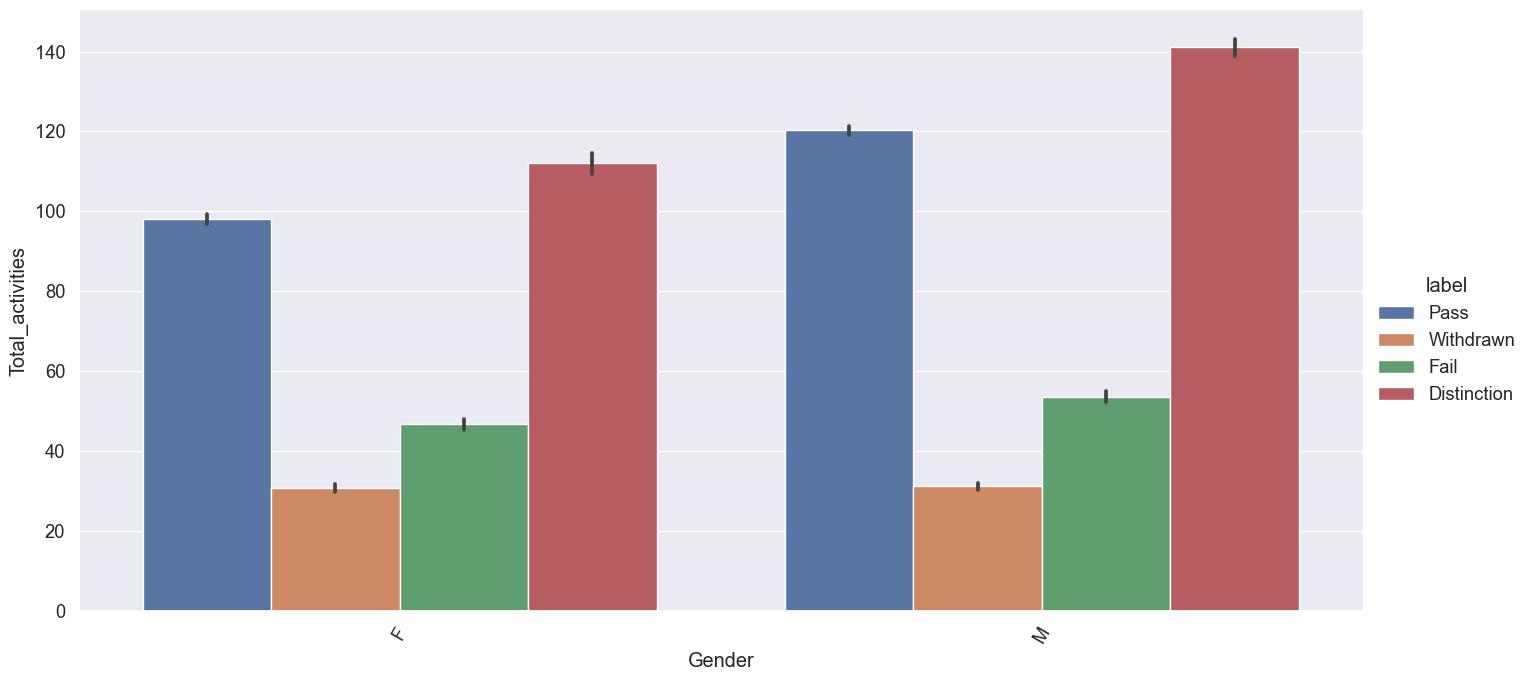 140
120
100
80
60
40
20
0
Total_activities
F
M
Gender
label
Pass
Withdrawn
Fail
Distinction